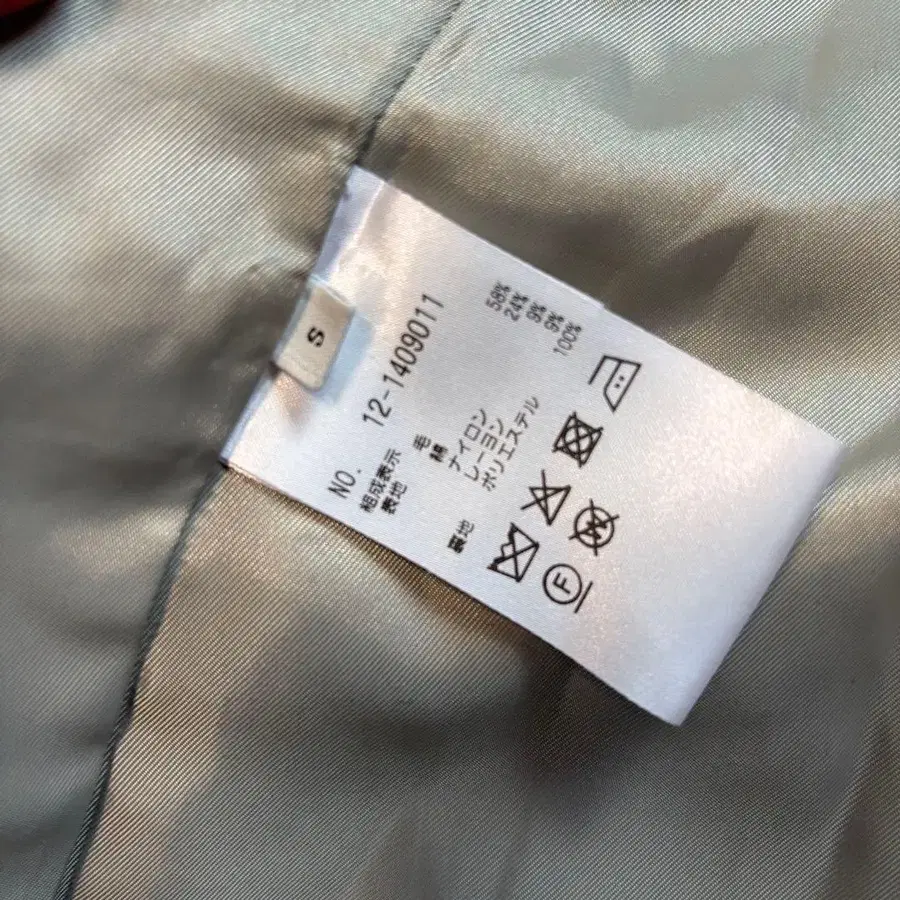 S
NO. 12-1409011
組成表示
表地 毛 58%
綿 24%
ナイロン 9%
レーヨン 9%
裏地 ポリエステル 100%
F W